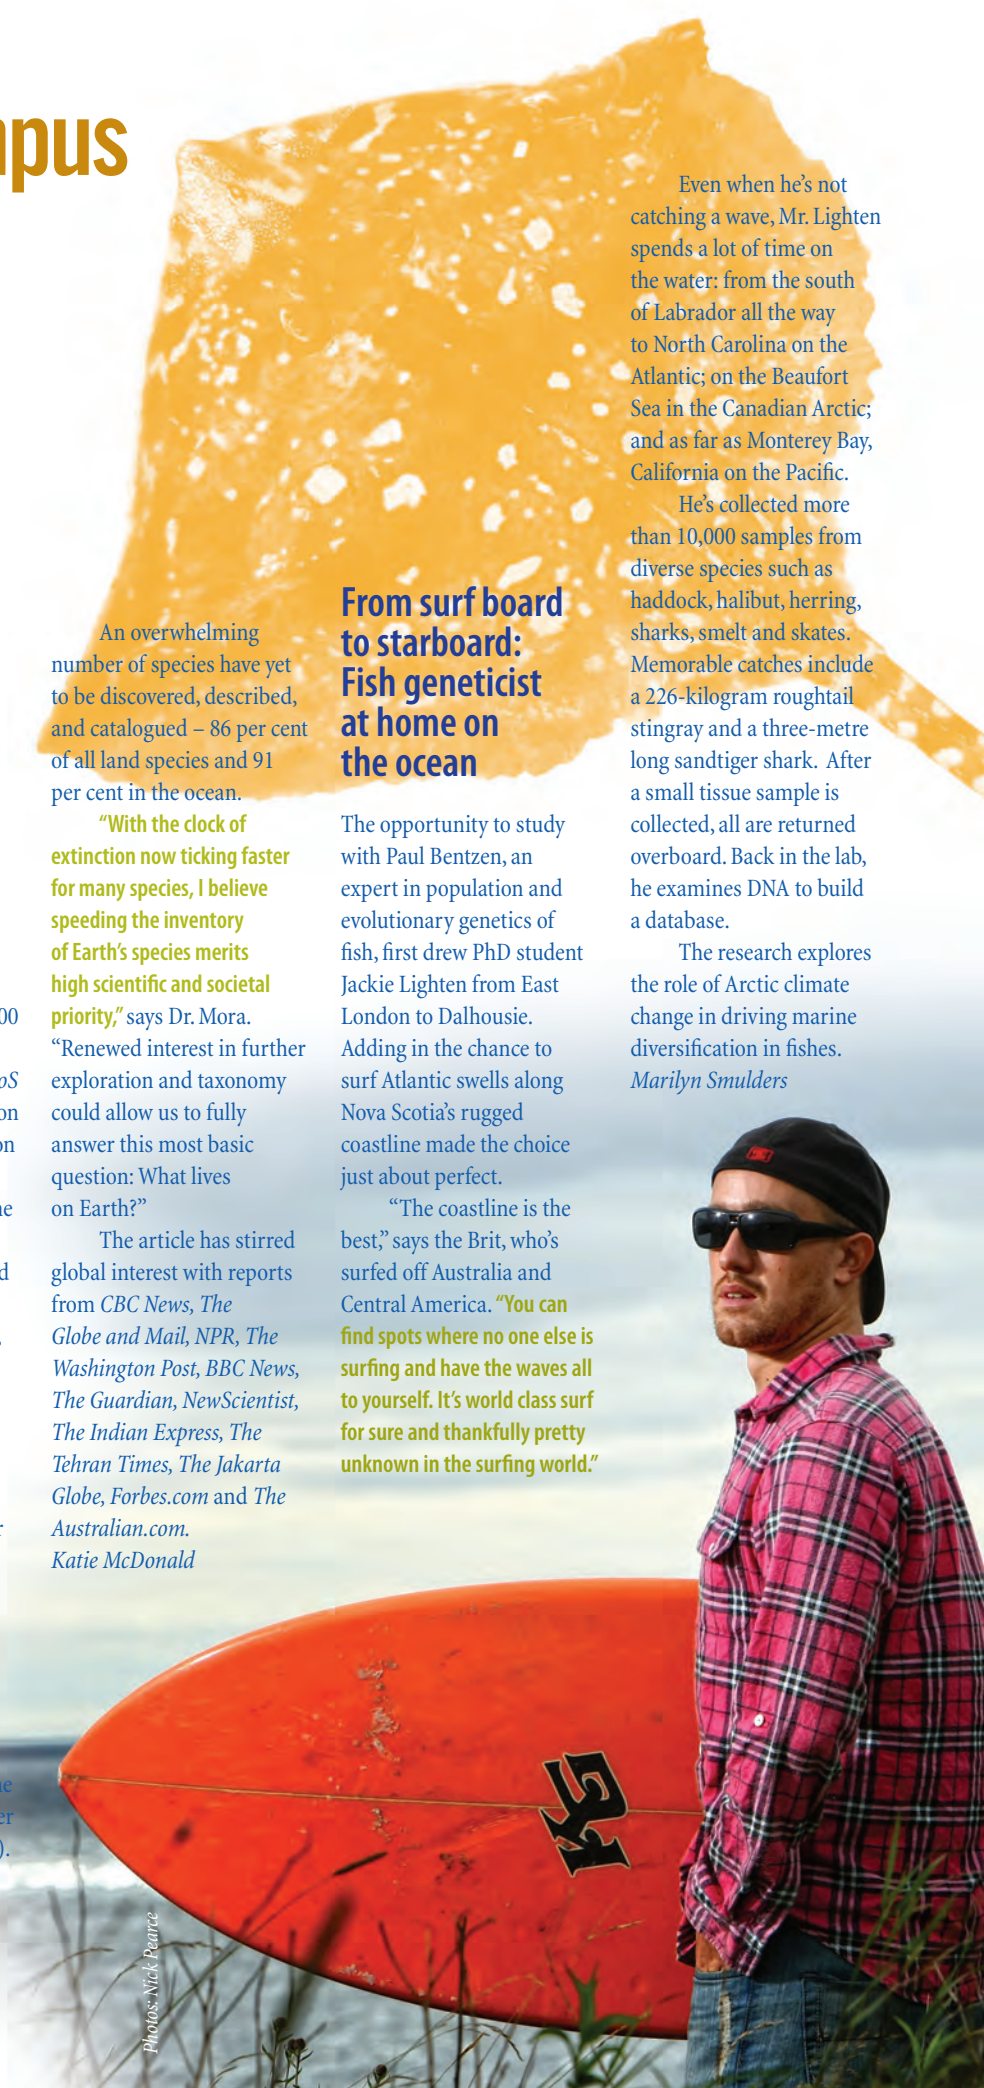 pus
An overwhelming
number of species have yet
to be discovered, described,
and catalogued – 86 per cent
of all land species and 91
per cent in the ocean.
“With the clock of
extinction now ticking faster
for many species, I believe
speeding the inventory
of Earth’s species merits
high scientific and societal
priority,” says Dr. Mora.
“Renewed interest in further
exploration and taxonomy
could allow us to fully
answer this most basic
question: What lives
on Earth?”
The article has stirred
global interest with reports
from CBC News, The
Globe and Mail, NPR, The
Washington Post, BBC News,
The Guardian, NewScientist,
The Indian Express, The
Tehran Times, The Jakarta
Globe, Forbes.com and The
Australian.com.
Katie McDonald
From surf board
to starboard:
Fish geneticist
at home on
the ocean
The opportunity to study
with Paul Bentzen, an
expert in population and
evolutionary genetics of
fish, first drew PhD student
Jackie Lighten from East
London to Dalhousie.
Adding in the chance to
surf Atlantic swells along
Nova Scotia’s rugged
coastline made the choice
just about perfect.
“The coastline is the
best,” says the Brit, who’s
surfed off Australia and
Central America. “You can
find spots where no one else is
surfing and have the waves all
to yourself. It’s world class surf
for sure and thankfully pretty
unknown in the surfing world.”
Even when he’s not
catching a wave, Mr. Lighten
spends a lot of time on
the water: from the south
of Labrador all the way
to North Carolina on the
Atlantic; on the Beaufort
Sea in the Canadian Arctic;
and as far as Monterey Bay,
California on the Pacific.
He’s collected more
than 10,000 samples from
diverse species such as
haddock, halibut, herring,
sharks, smelt and skates.
Memorable catches include
a 226-kilogram roughtail
stingray and a three-metre
long sandtiger shark. After
a small tissue sample is
collected, all are returned
overboard. Back in the lab,
he examines DNA to build
a database.
The research explores
the role of Arctic climate
change in driving marine
diversification in fishes.
Marilyn Smulders
Photos: Nick Pearce